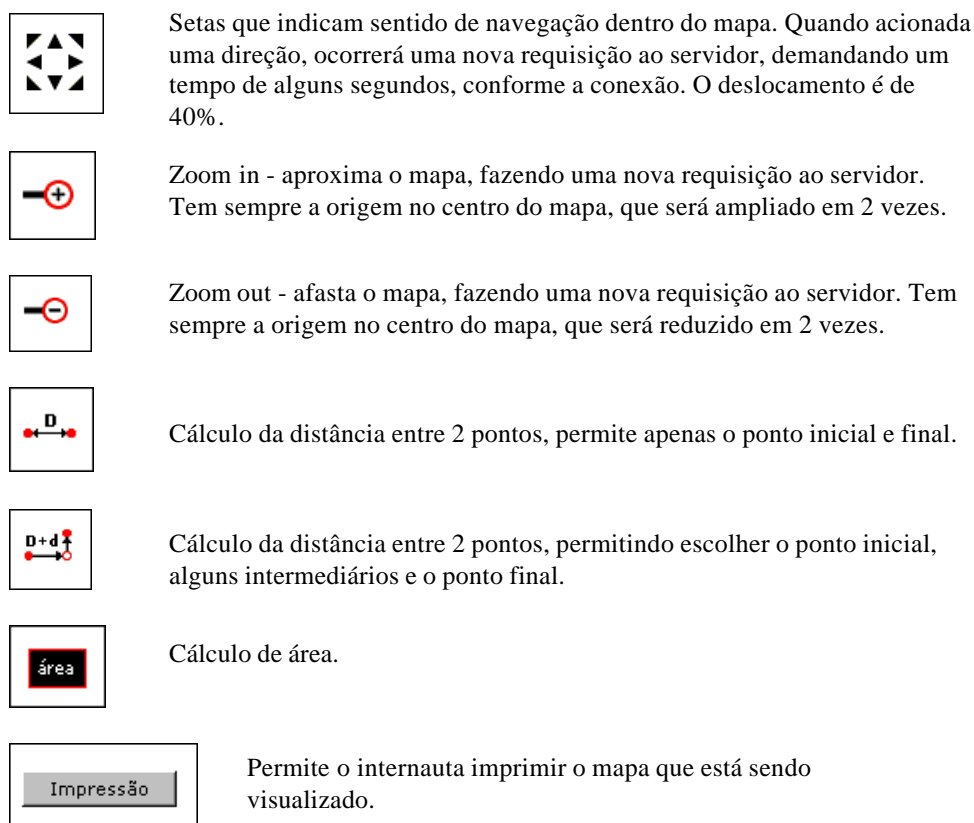 Setas que indicam sentido de navegação dentro do mapa. Quando acionada
uma direção, ocorrerá uma nova requisição ao servidor, demandando um
tempo de alguns segundos, conforme a conexão. O deslocamento é de
40%.
Zoom in - aproxima o mapa, fazendo uma nova requisição ao servidor.
Tem sempre a origem no centro do mapa, que será ampliado em 2 vezes.
Zoom out - afasta o mapa, fazendo uma nova requisição ao servidor. Tem
sempre a origem no centro do mapa, que será reduzido em 2 vezes.
D
Cálculo da distância entre 2 pontos, permite apenas o ponto inicial e final.
D+d
Cálculo da distância entre 2 pontos, permitindo escolher o ponto inicial,
alguns intermediários e o ponto final.
área
Cálculo de área.
Impressão
Permite o internauta imprimir o mapa que está sendo
visualizado.